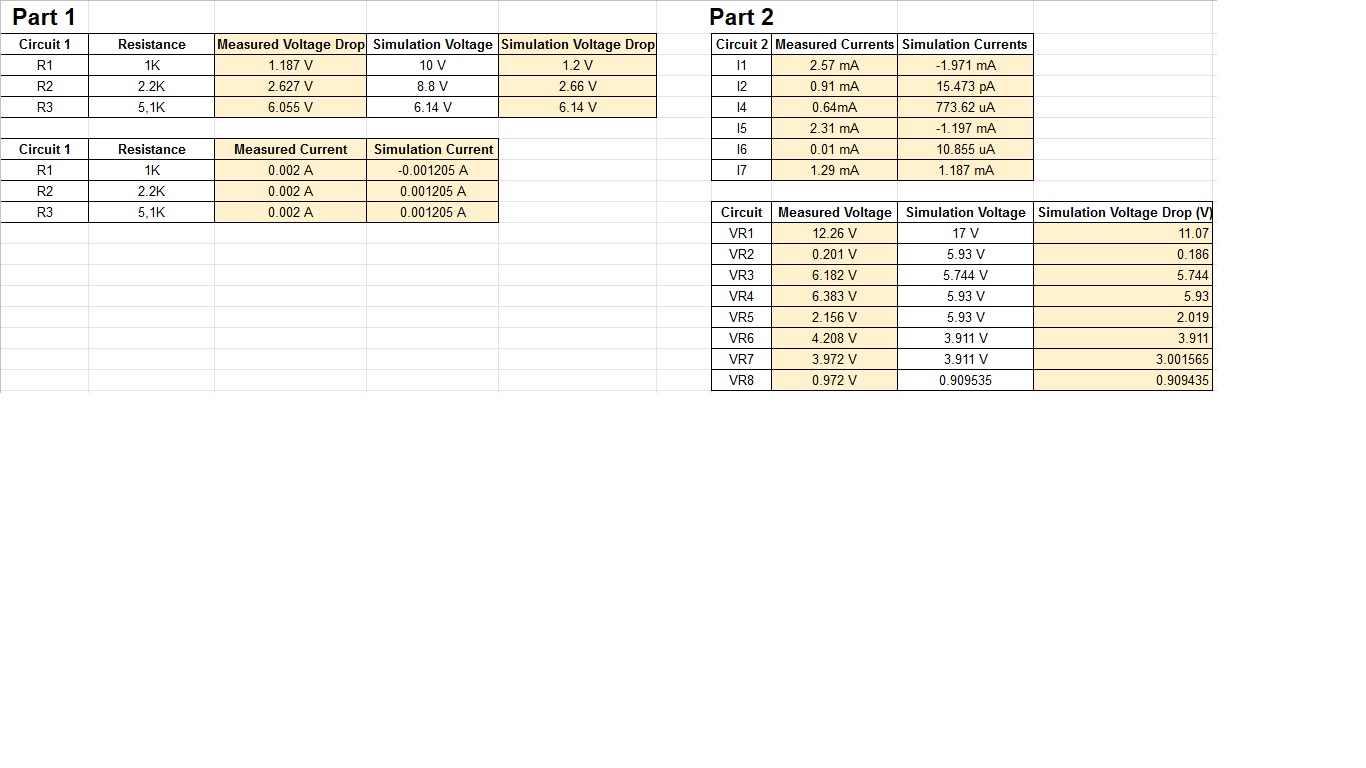 Part 1
Circuit 1 Resistance Measured Voltage Drop Simulation Voltage Simulation Voltage Drop
R1 1K 1.187 V 10 V 1.2 V
R2 2.2K 2.627 V 8.8 V 2.66 V
R3 5,1K 6.055 V 6.14 V 6.14 V
Circuit 1 Resistance Measured Current Simulation Current
R1 1K 0.002 A -0.001205 A
R2 2.2K 0.002 A 0.001205 A
R3 5,1K 0.002 A 0.001205 A
Part 2
Circuit 2 Measured Currents Simulation Currents
I1 2.57 mA -1.971 mA
I2 0.91 mA 15.473 pA
I4 0.64mA 773.62 uA
I5 2.31 mA -1.197 mA
I6 0.01 mA 10.855 uA
I7 1.29 mA 1.187 mA
Circuit Measured Voltage Simulation Voltage Simulation Voltage Drop (V)
VR1 12.26 V 17 V 11.07
VR2 0.201 V 5.93 V 0.186
VR3 6.182 V 5.744 V 5.744
VR4 6.383 V 5.93 V 5.93
VR5 2.156 V 5.93 V 2.019
VR6 4.208 V 3.911 V 3.911
VR7 3.972 V 3.911 V 3.001565
VR8 0.972 V 0.909535 0.909435